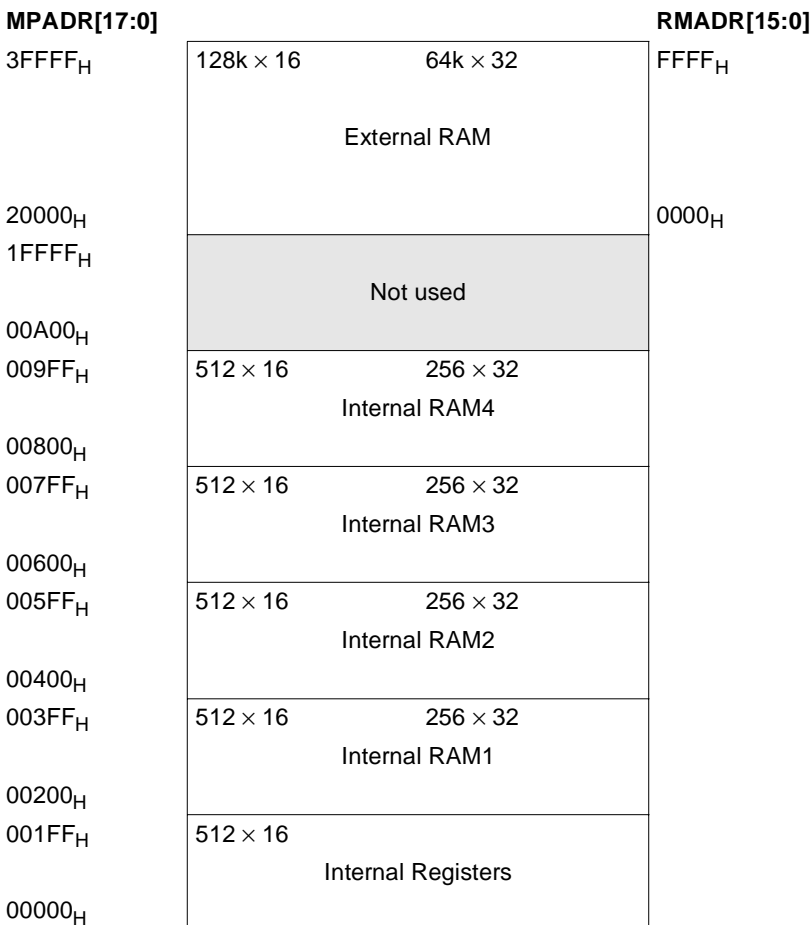 MPADR[17:0] RMADR[15:0]
3FFFFH 128k × 16 64k × 32 FFFFH
External RAM
20000H 0000H
1FFFFH
Not used
00A00H
009FFH 512 × 16 256 × 32
Internal RAM4
00800H
007FFH 512 × 16 256 × 32
Internal RAM3
00600H
005FFH 512 × 16 256 × 32
Internal RAM2
00400H
003FFH 512 × 16 256 × 32
Internal RAM1
00200H
001FFH 512 × 16
Internal Registers
00000H